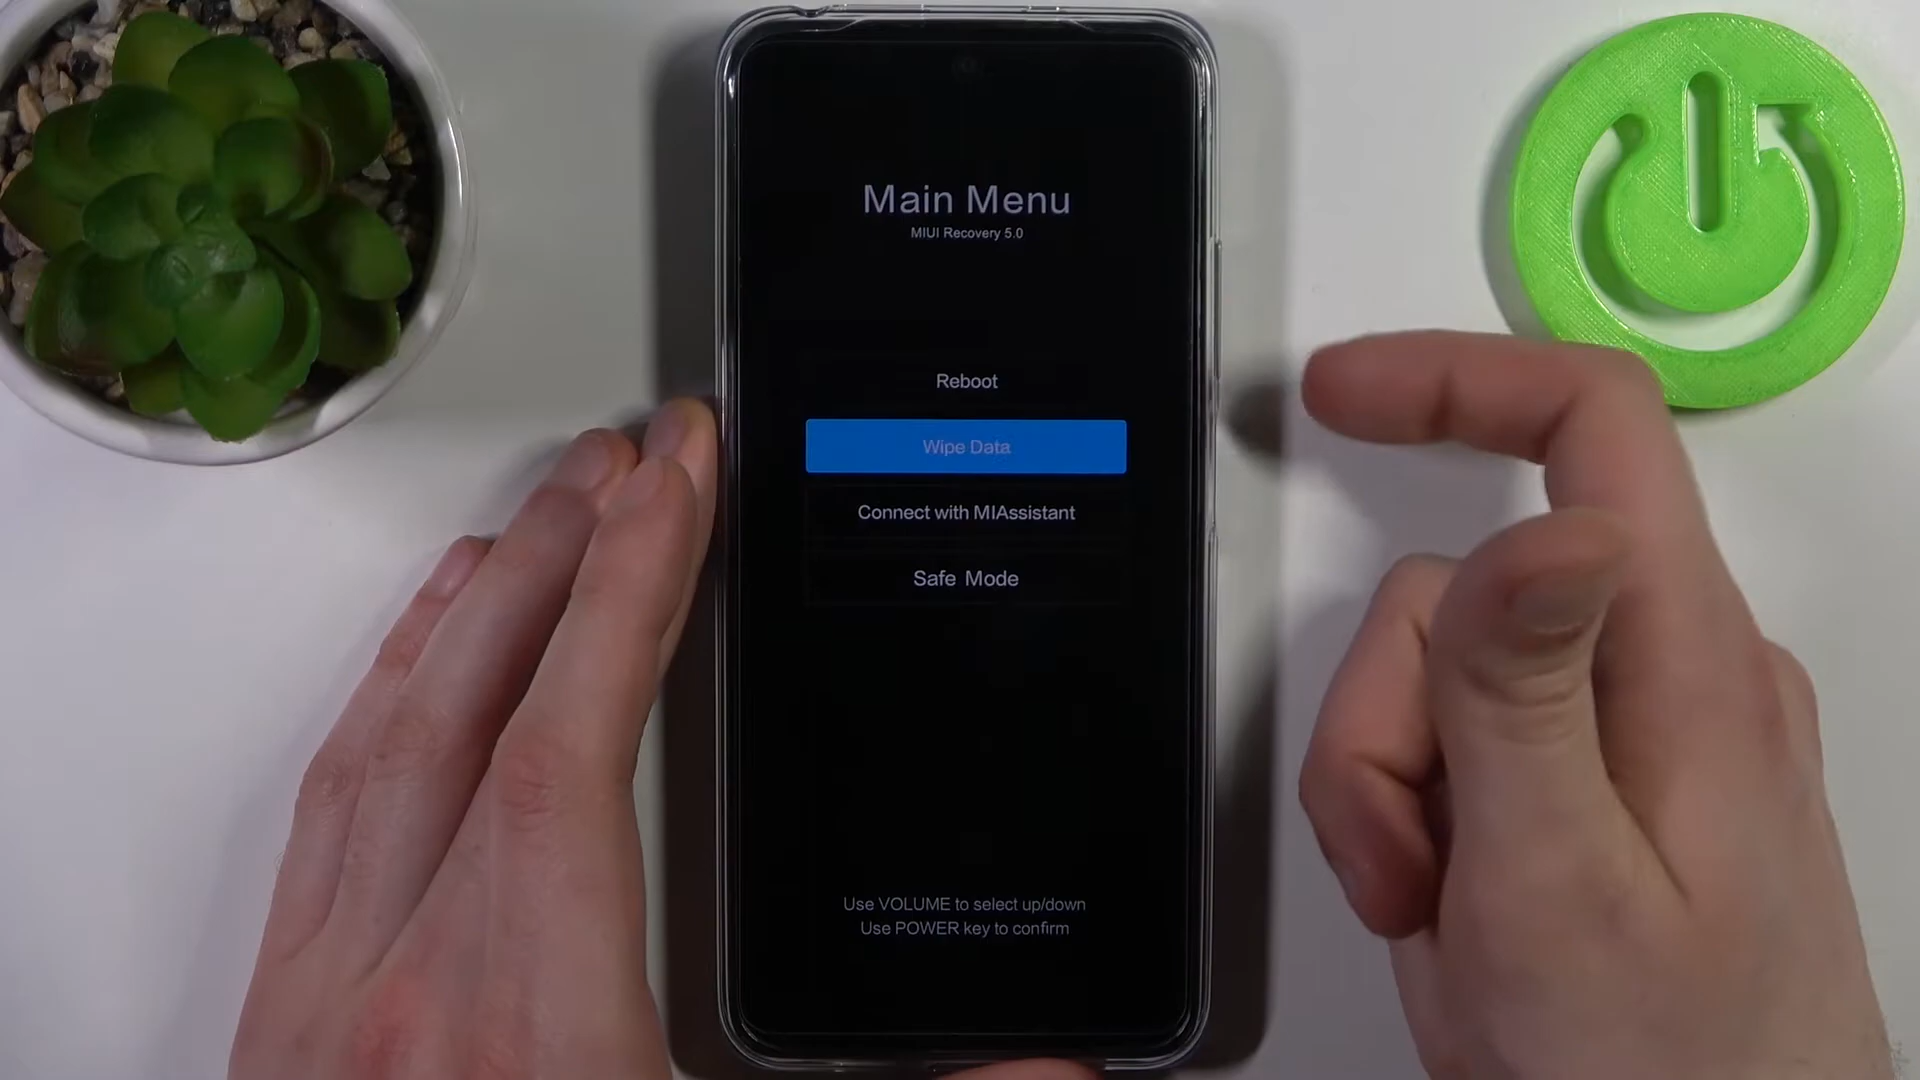 Main Menu
MIUI Recovery 5.0
Reboot
Wipe Data
Connect with MIAssistant
Safe Mode
Use VOLUME to select up/down
Use POWER key to confirm